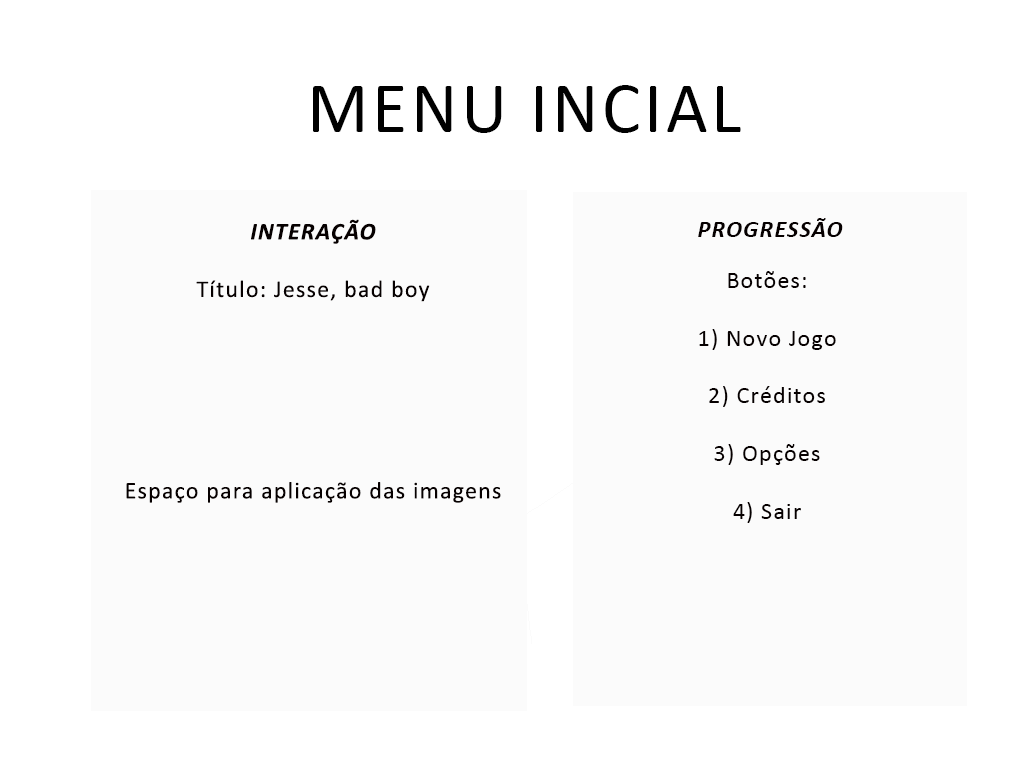 MENU INCIAL
INTERAÇÃO
Título: Jesse, bad boy
Espaço para aplicação das imagens
PROGRESSÃO
Botões:
1) Novo Jogo
2) Créditos
3) Opções
4) Sair